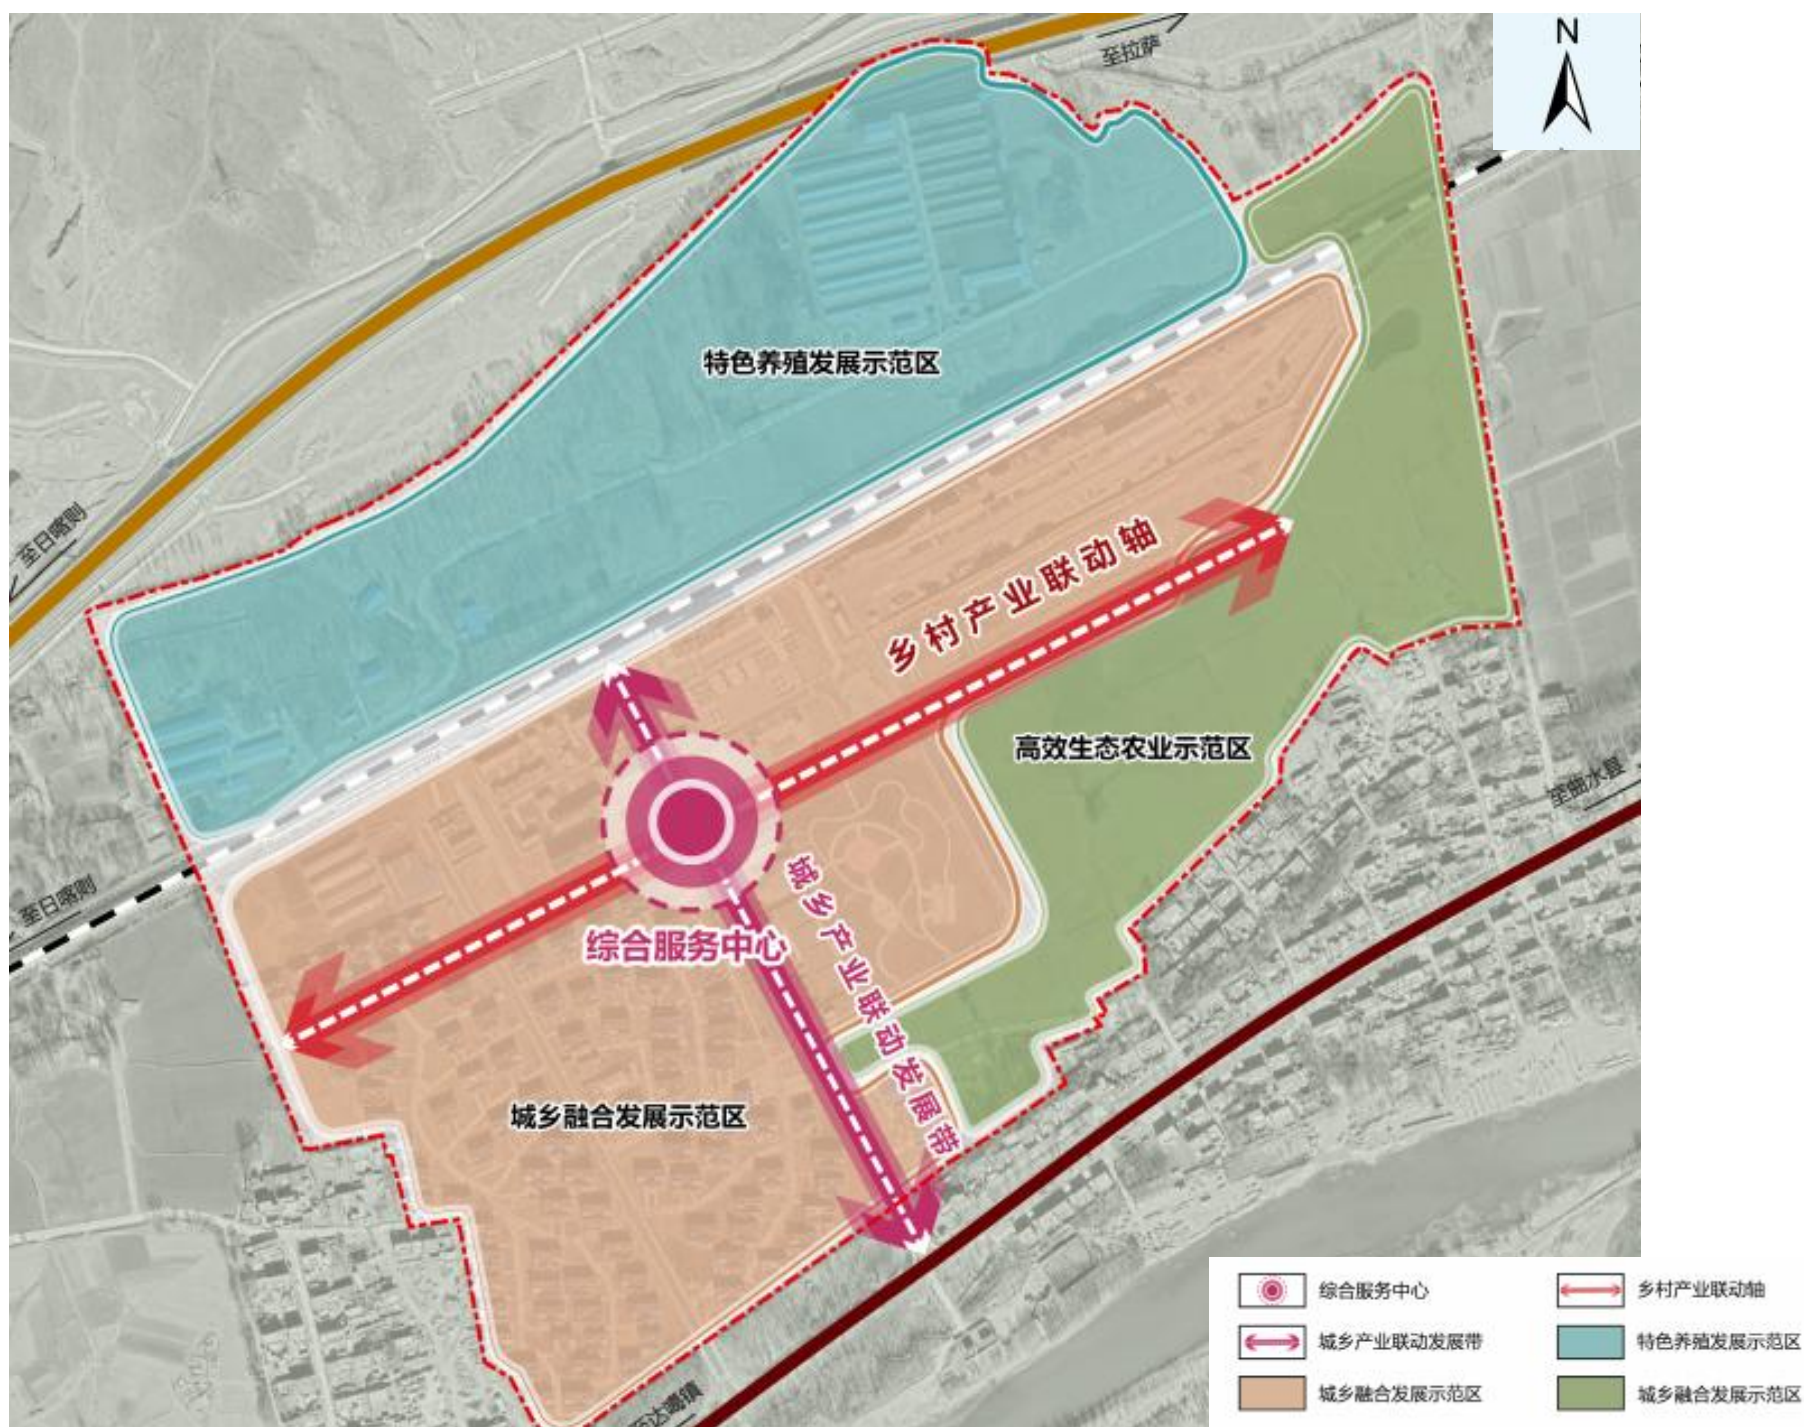 N
至拉萨
特色养殖发展示范区
至日喀则
乡村产业联动轴
高效生态农业示范区
至曲水县
至日喀则
综合服务中心
城乡产业联动发展带
城乡融合发展示范区
综合服务中心
乡村产业联动轴
城乡产业联动发展带
特色养殖发展示范区
城乡融合发展示范区
城乡融合发展示范区
至达嘎镇